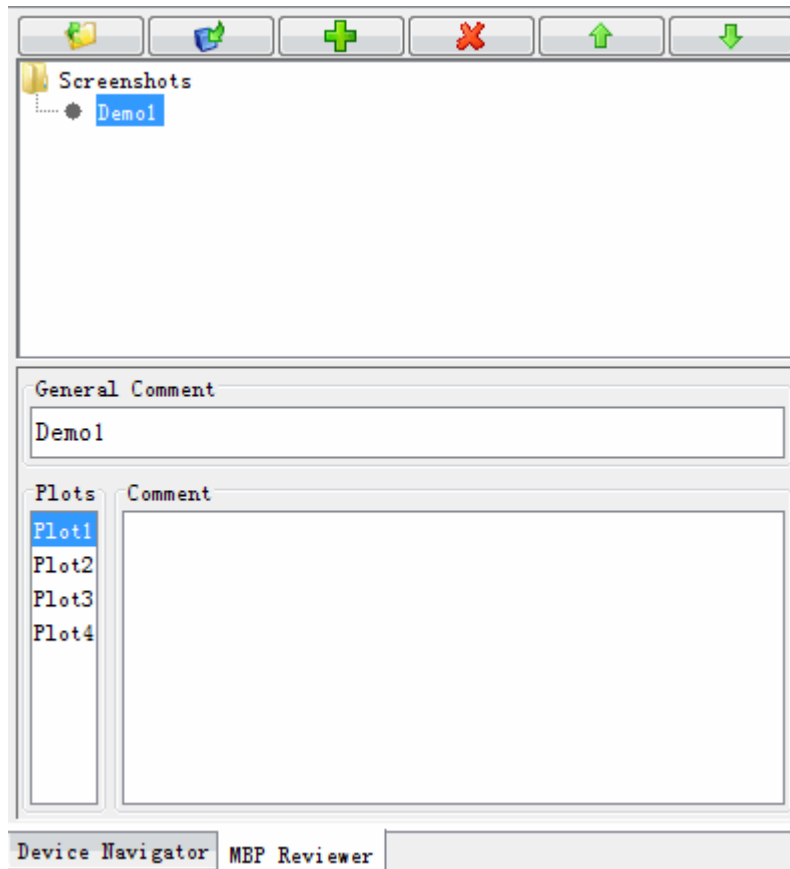 Screenshots
Demo1
General Comment
Demo1
Plots
Comment
Plot1
Plot2
Plot3
Plot4
Device Navigator
MBP Reviewer